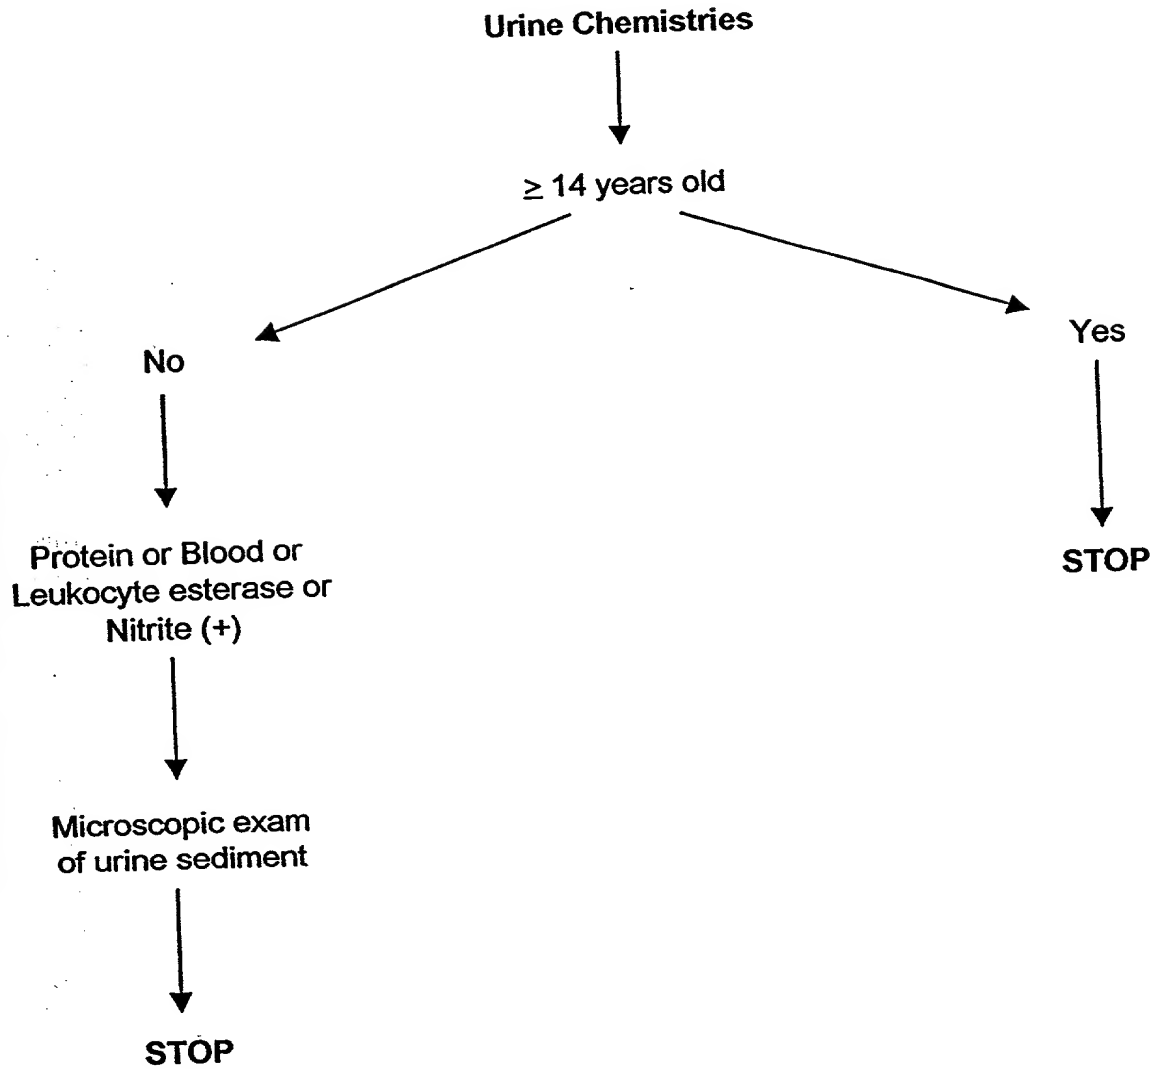 Urine Chemistries
≥ 14 years old
No
Yes
Protein or Blood or
Leukocyte esterase or
Nitrite (+)
STOP
Microscopic exam
of urine sediment
STOP